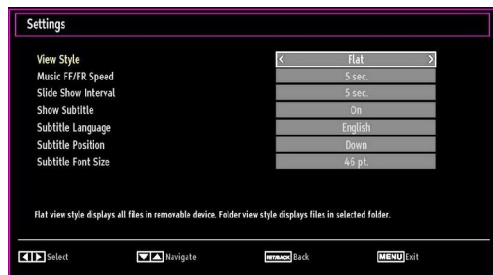 Settings
View Style < Flat >
Music FF/FR Speed 5 sec.
Slide Show Interval 5 sec.
Show Subtitle On
Subtitle Language English
Subtitle Position Down
Subtitle Font Size 46 pt.
Flat view style displays all files in removable device. Folder view style displays files in selected folder.
Select Navigate RET/BACK Back MENU Exit